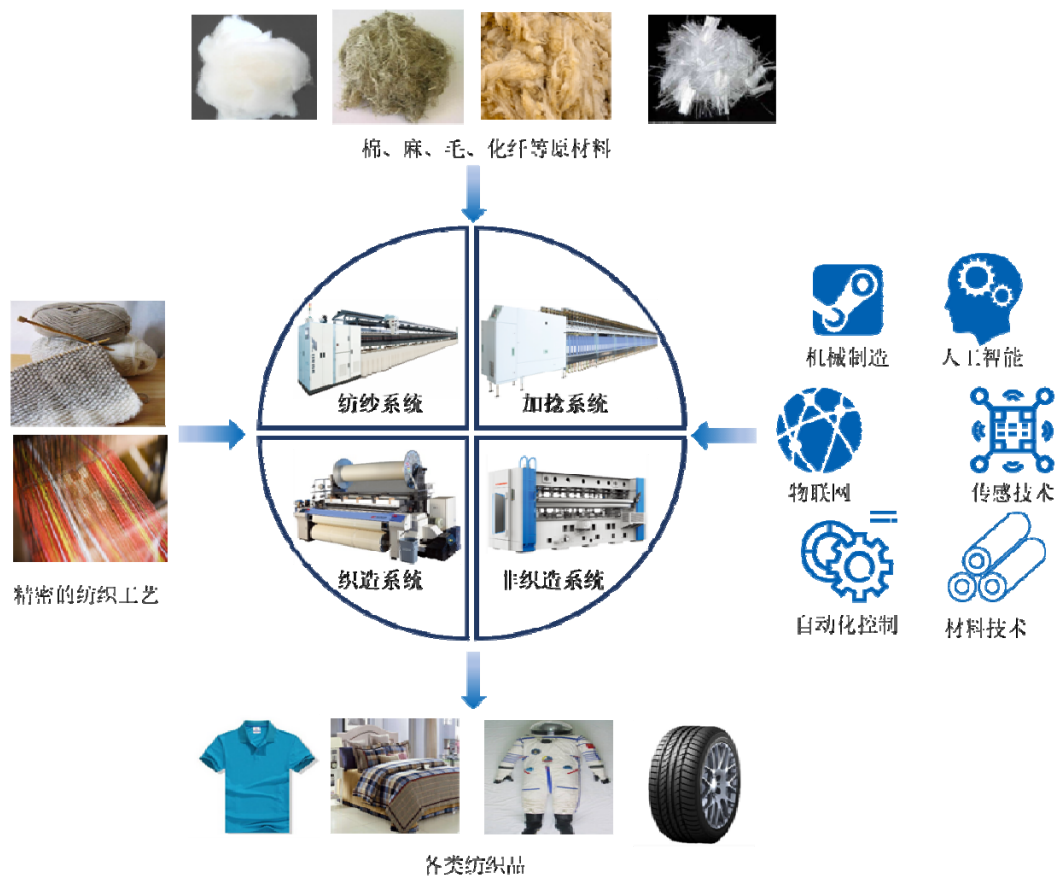 棉、麻、毛、化纤等原材料
纺纱系统
加捻系统
织造系统
非织造系统
精密的纺织工艺
机械制造
人工智能
物联网
传感技术
自动化控制
材料技术
各类纺织品